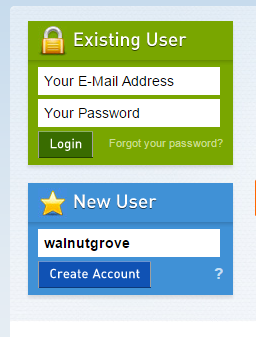 Existing User
Your E-Mail Address
Your Password
Login Forgot your password?
New User
walnutgrove
Create Account ?